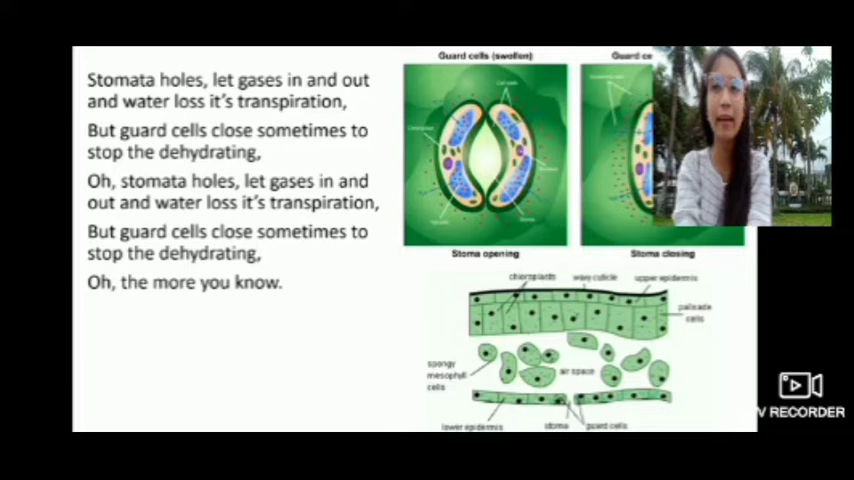 Guard cells (swollen)
Guard ce
Stomata holes, let gases in and out
and water loss it's transpiration,
But guard cells close sometimes to
stop the dehydrating,
Oh, stomata holes, let gases in and
out and water loss it's transpiration,
But guard cells close sometimes to
stop the dehydrating,
Oh, the more you know.
Stoma opening
Stoma closing
chloroplasts
waxy cuticle
upper epidermis
palisade
cells
spongy
mesophyll
cells
air space
lower epidermis
stoma
guard cells
V RECORDER